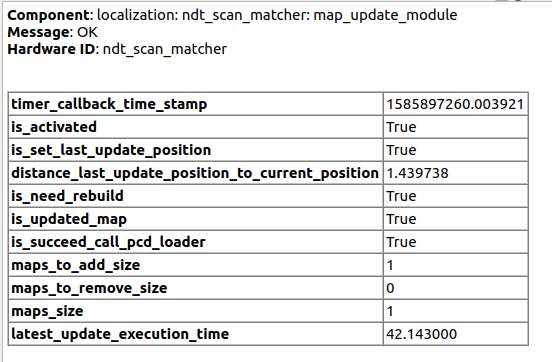 Component: localization: ndt_scan_matcher: map_update_module
Message: OK
Hardware ID: ndt_scan_matcher
timer_callback_time_stamp 1585897260.003921
is_activated True
is_set_last_update_position True
distance_last_update_position_to_current_position 1.439738
is_need_rebuild True
is_updated_map True
is_succeed_call_pcd_loader True
maps_to_add_size 1
maps_to_remove_size 0
maps_size 1
latest_update_execution_time 42.143000